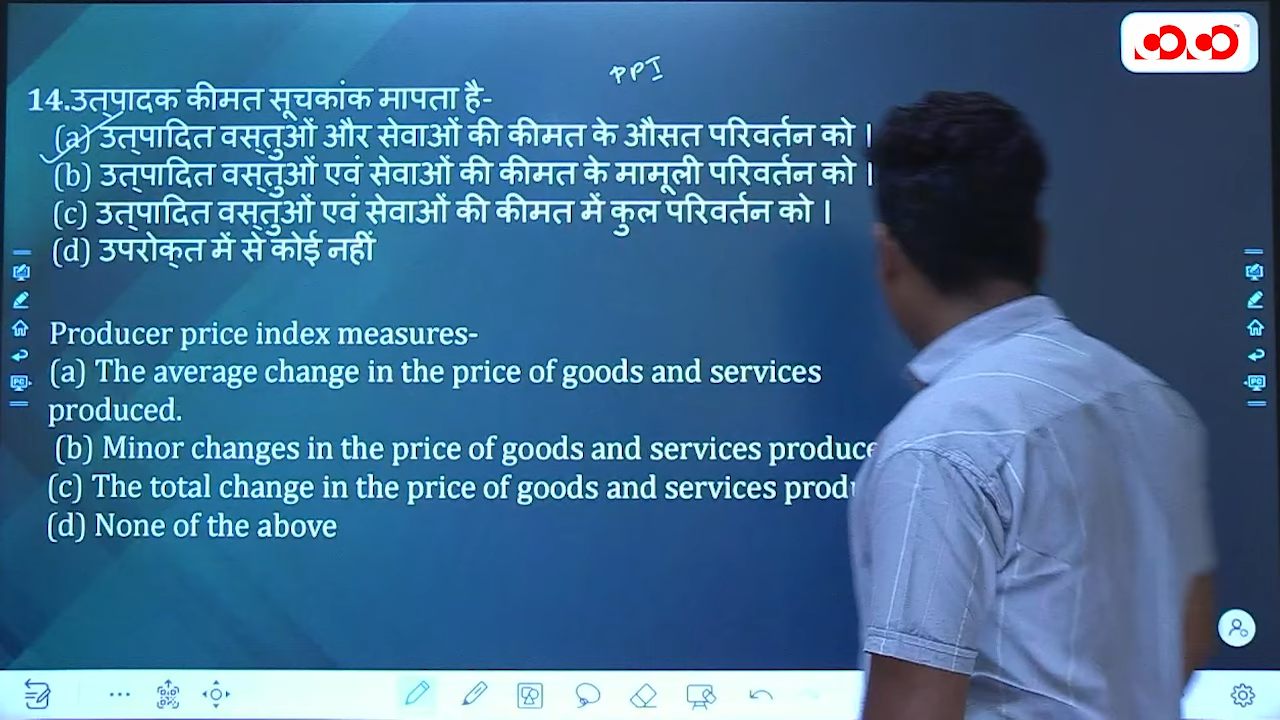 PPI
14.उत्पादक कीमत सूचकांक मापता है-
(a) उत्पादित वस्तुओं और सेवाओं की कीमत के औसत परिवर्तन को ।
(b) उत्पादित वस्तुओं एवं सेवाओं की कीमत के मामूली परिवर्तन को ।
(c) उत्पादित वस्तुओं एवं सेवाओं की कीमत में कुल परिवर्तन को ।
(d) उपरोक्त में से कोई नहीं
Producer price index measures-
(a) The average change in the price of goods and services
produced.
(b) Minor changes in the price of goods and services
(c) The total change in the price of goods and services
(d) None of the above